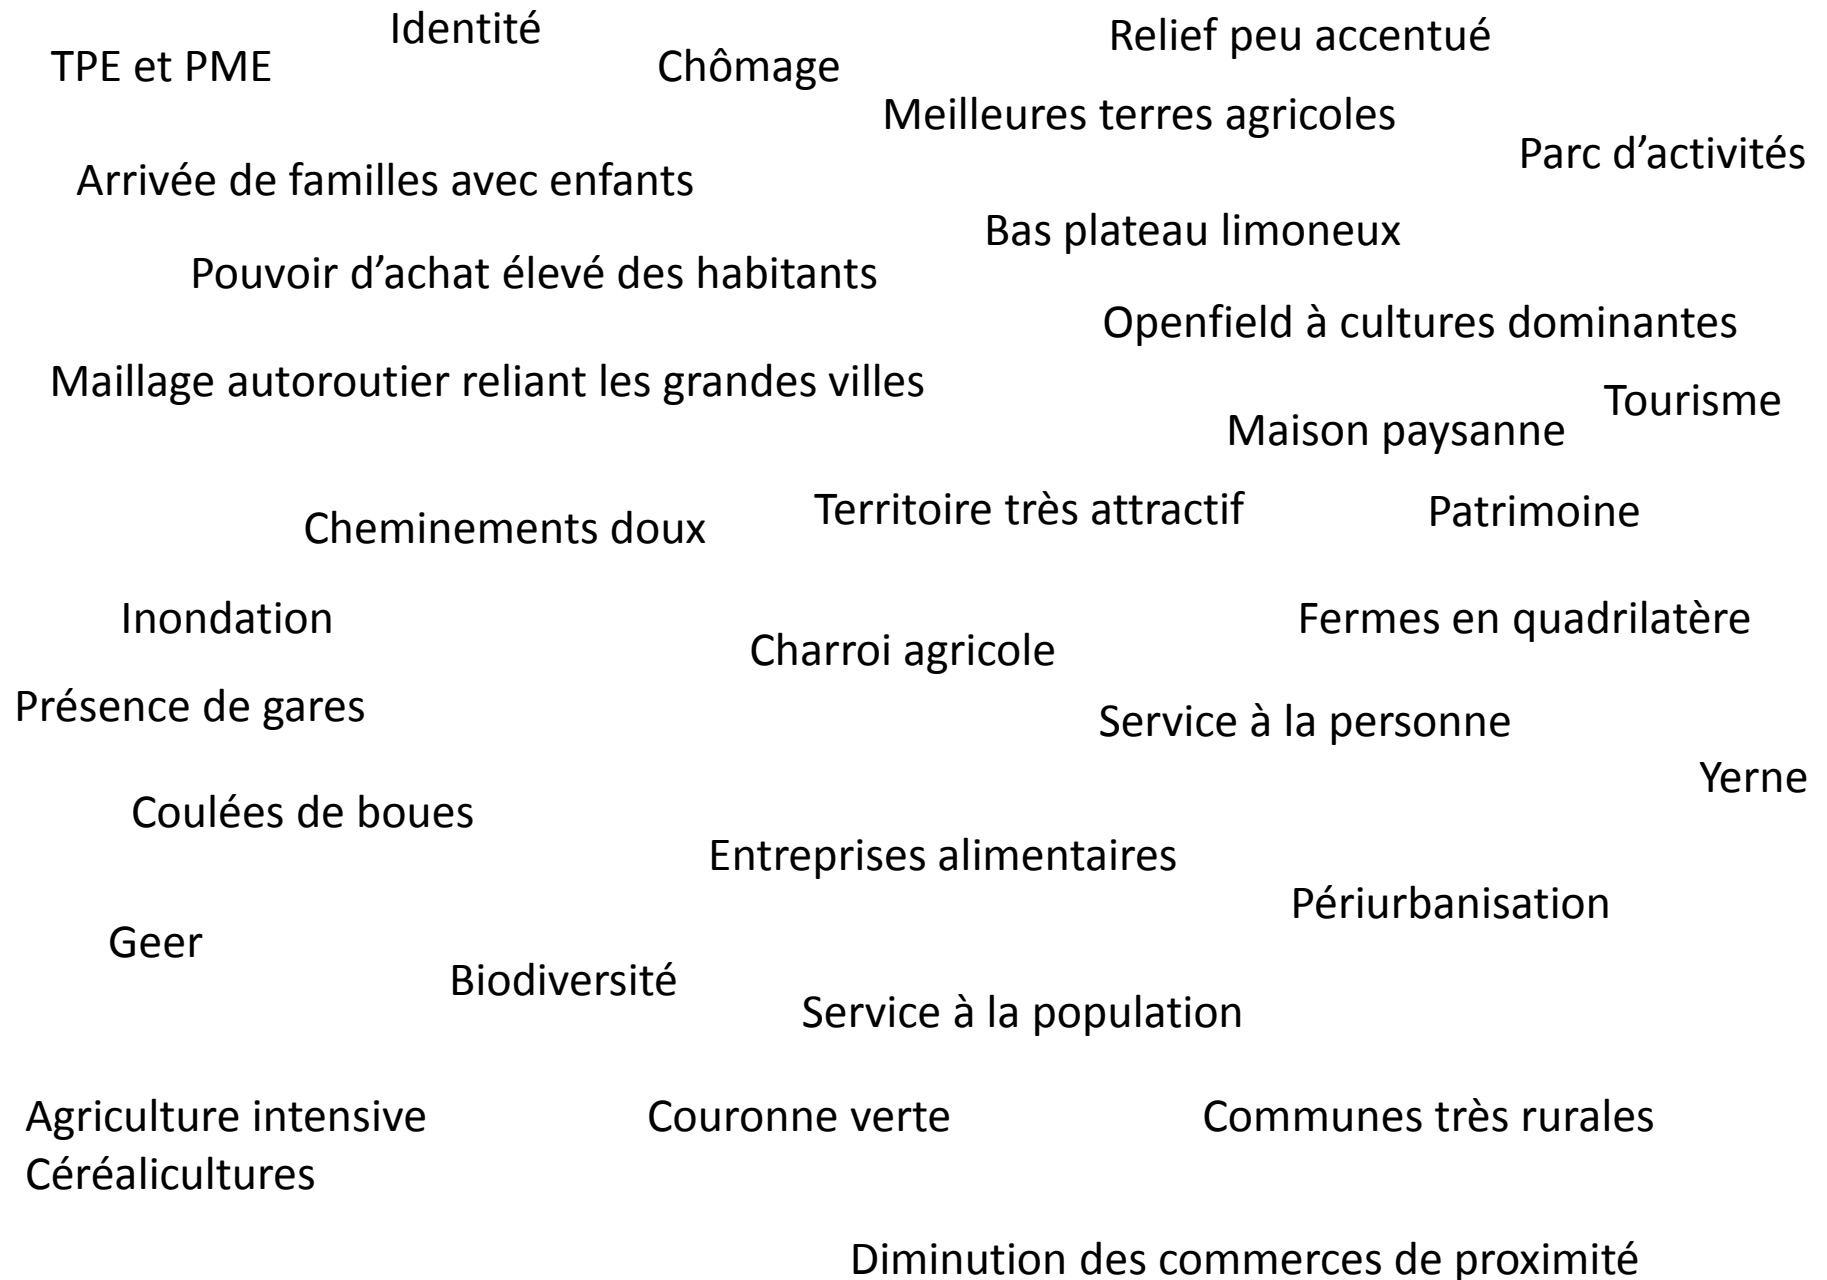 Identité
Relief peu accentué
TPE et PME
Chômage
Meilleures terres agricoles
Parc d’activités
Arrivée de familles avec enfants
Bas plateau limoneux
Pouvoir d’achat élevé des habitants
Openfield à cultures dominantes
Maillage autoroutier reliant les grandes villes
Tourisme
Maison paysanne
Territoire très attractif
Patrimoine
Cheminements doux
Inondation
Fermes en quadrilatère
Charroi agricole
Présence de gares
Service à la personne
Yerne
Coulées de boues
Entreprises alimentaires
Périurbanisation
Geer
Biodiversité
Service à la population
Agriculture intensive
Céréalicultures
Couronne verte
Communes très rurales
Diminution des commerces de proximité